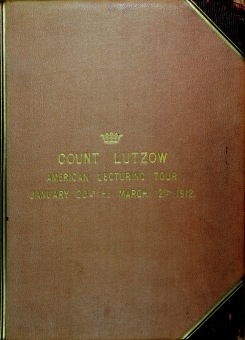 COUNT LUTZOW
AMERICAN LECTURING TOUR
JANUARY 20TH TO MARCH 12TH 1912